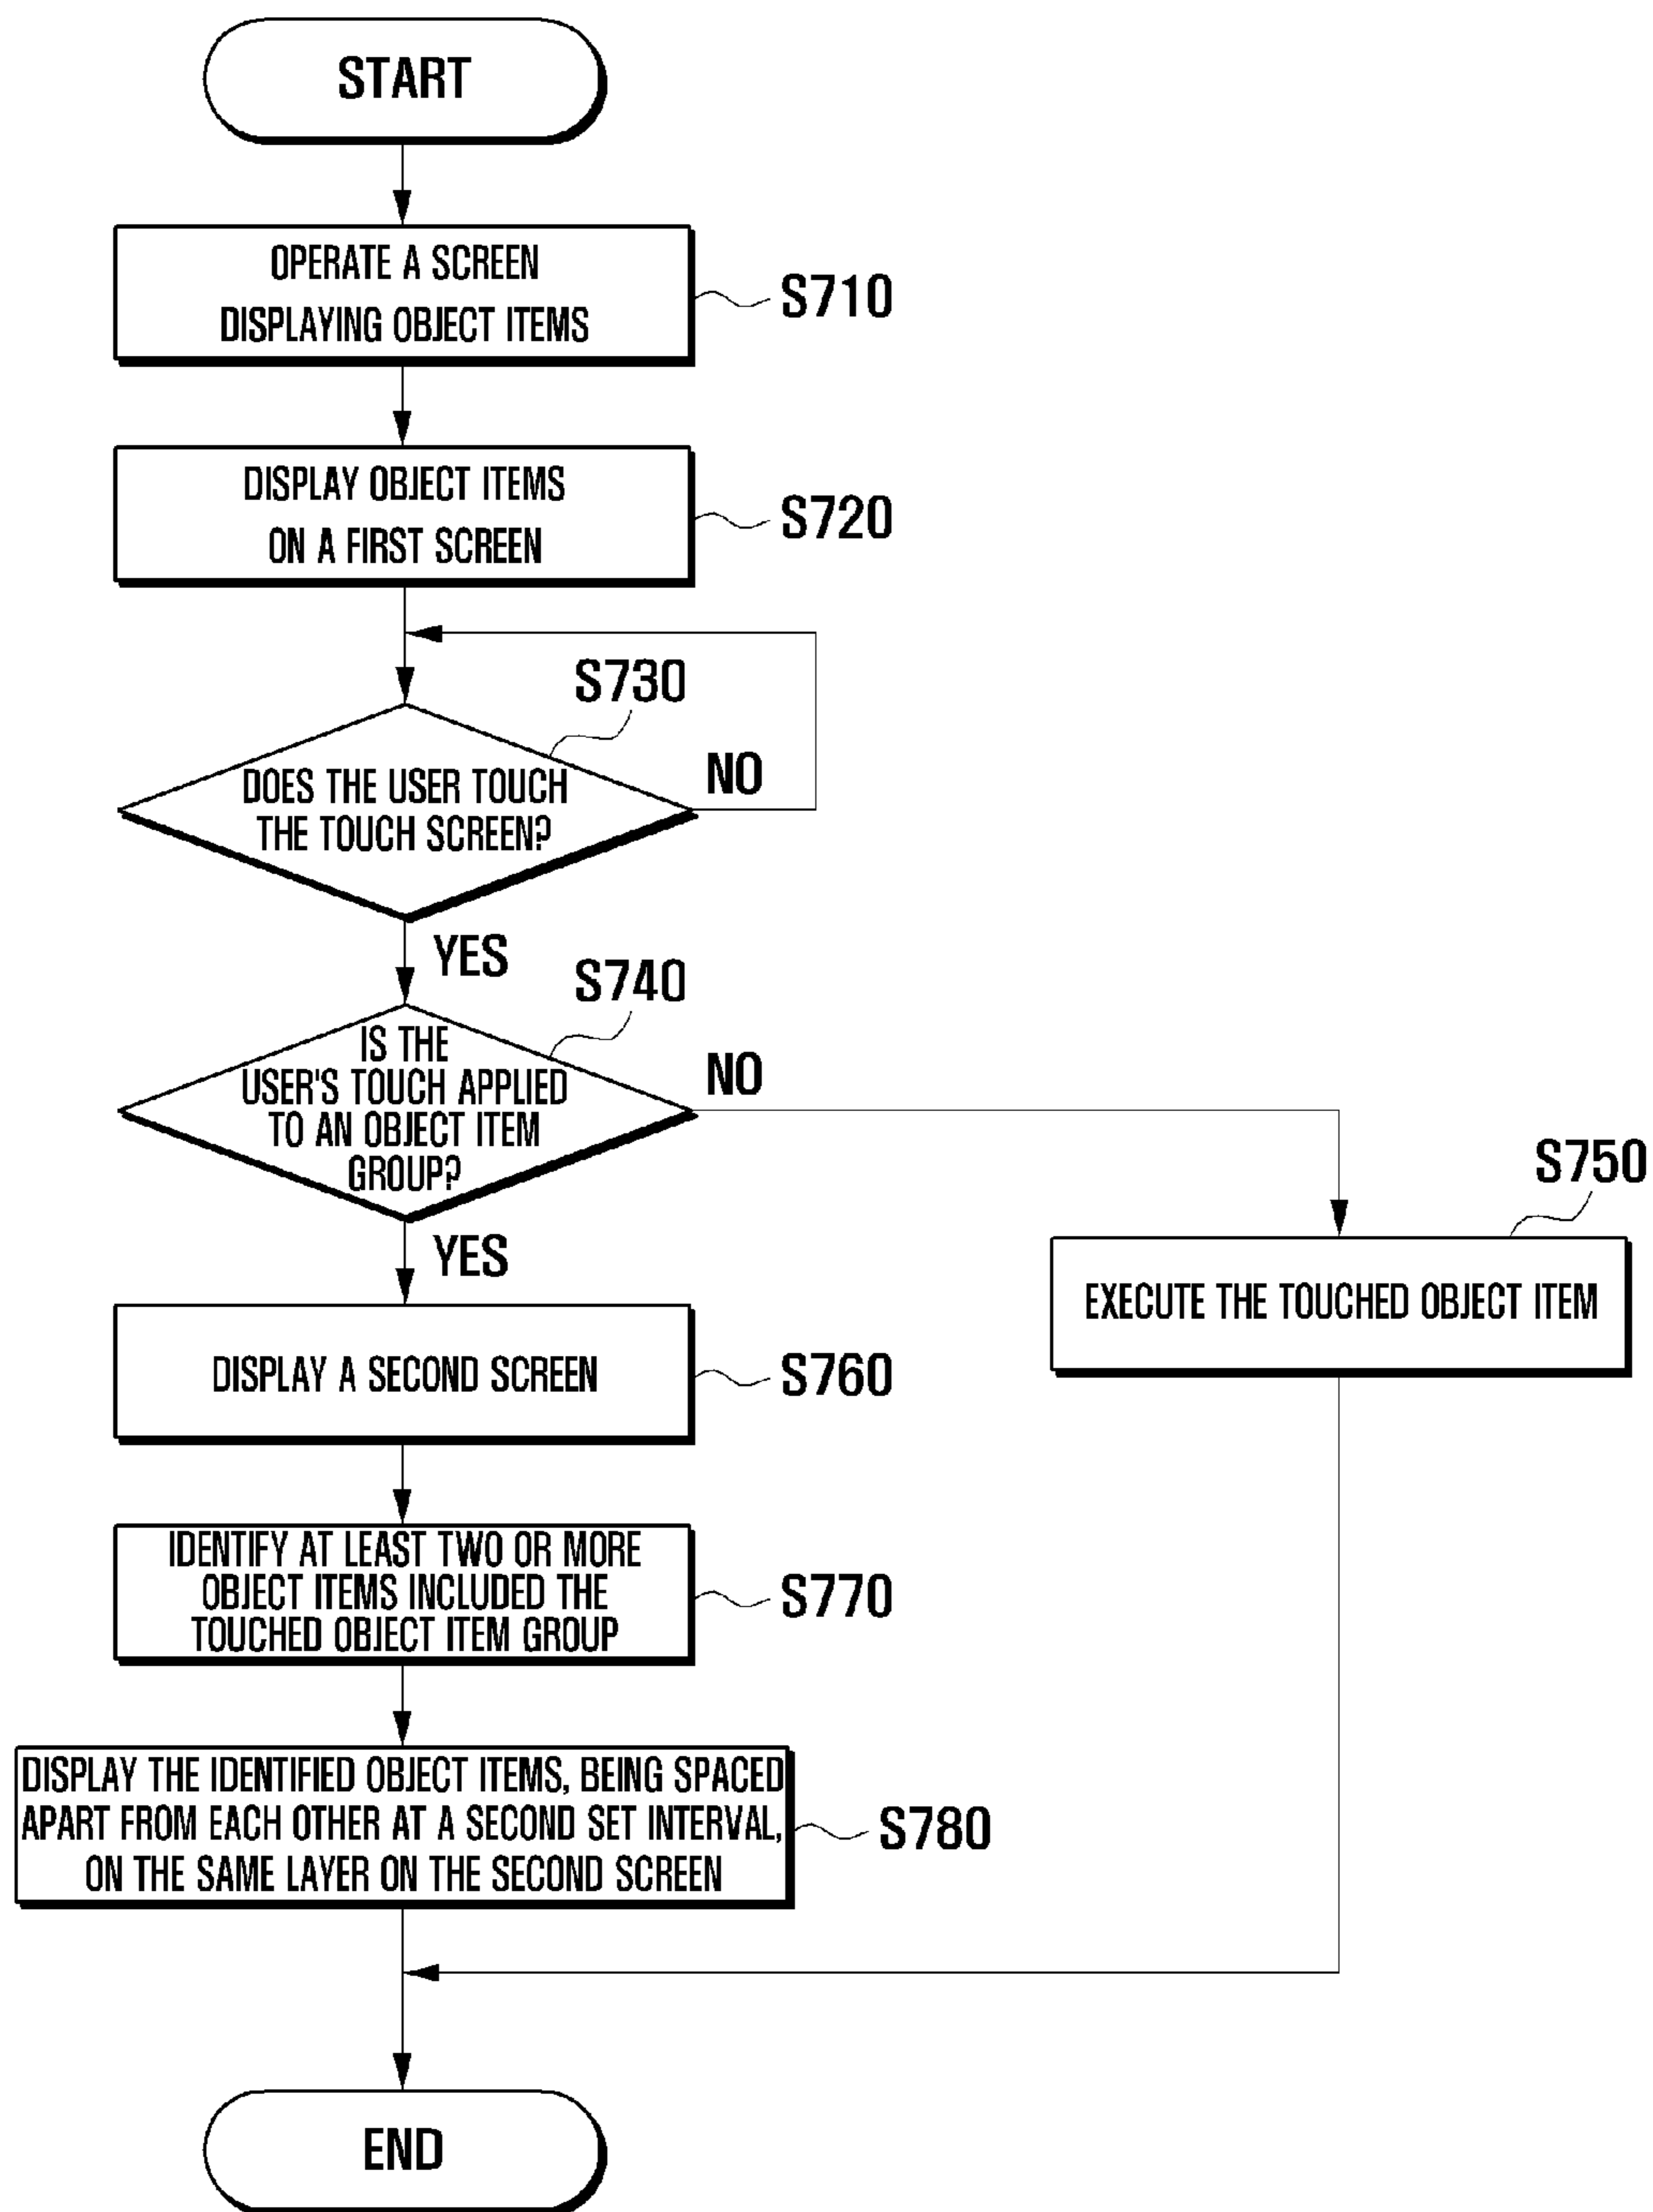 START
OPERATE A SCREEN
DISPLAYING OBJECT ITEMS
S710
DISPLAY OBJECT ITEMS
ON A FIRST SCREEN
S720
S730
DOES THE USER TOUCH
THE TOUCH SCREEN?
NO
YES
S740
IS THE
USER'S TOUCH APPLIED
TO AN OBJECT ITEM
GROUP?
NO
S750
EXECUTE THE TOUCHED OBJECT ITEM
YES
DISPLAY A SECOND SCREEN
S760
IDENTIFY AT LEAST TWO OR MORE
OBJECT ITEMS INCLUDED THE
TOUCHED OBJECT ITEM GROUP
S770
DISPLAY THE IDENTIFIED OBJECT ITEMS, BEING SPACED
APART FROM EACH OTHER AT A SECOND SET INTERVAL,
ON THE SAME LAYER ON THE SECOND SCREEN
S780
END